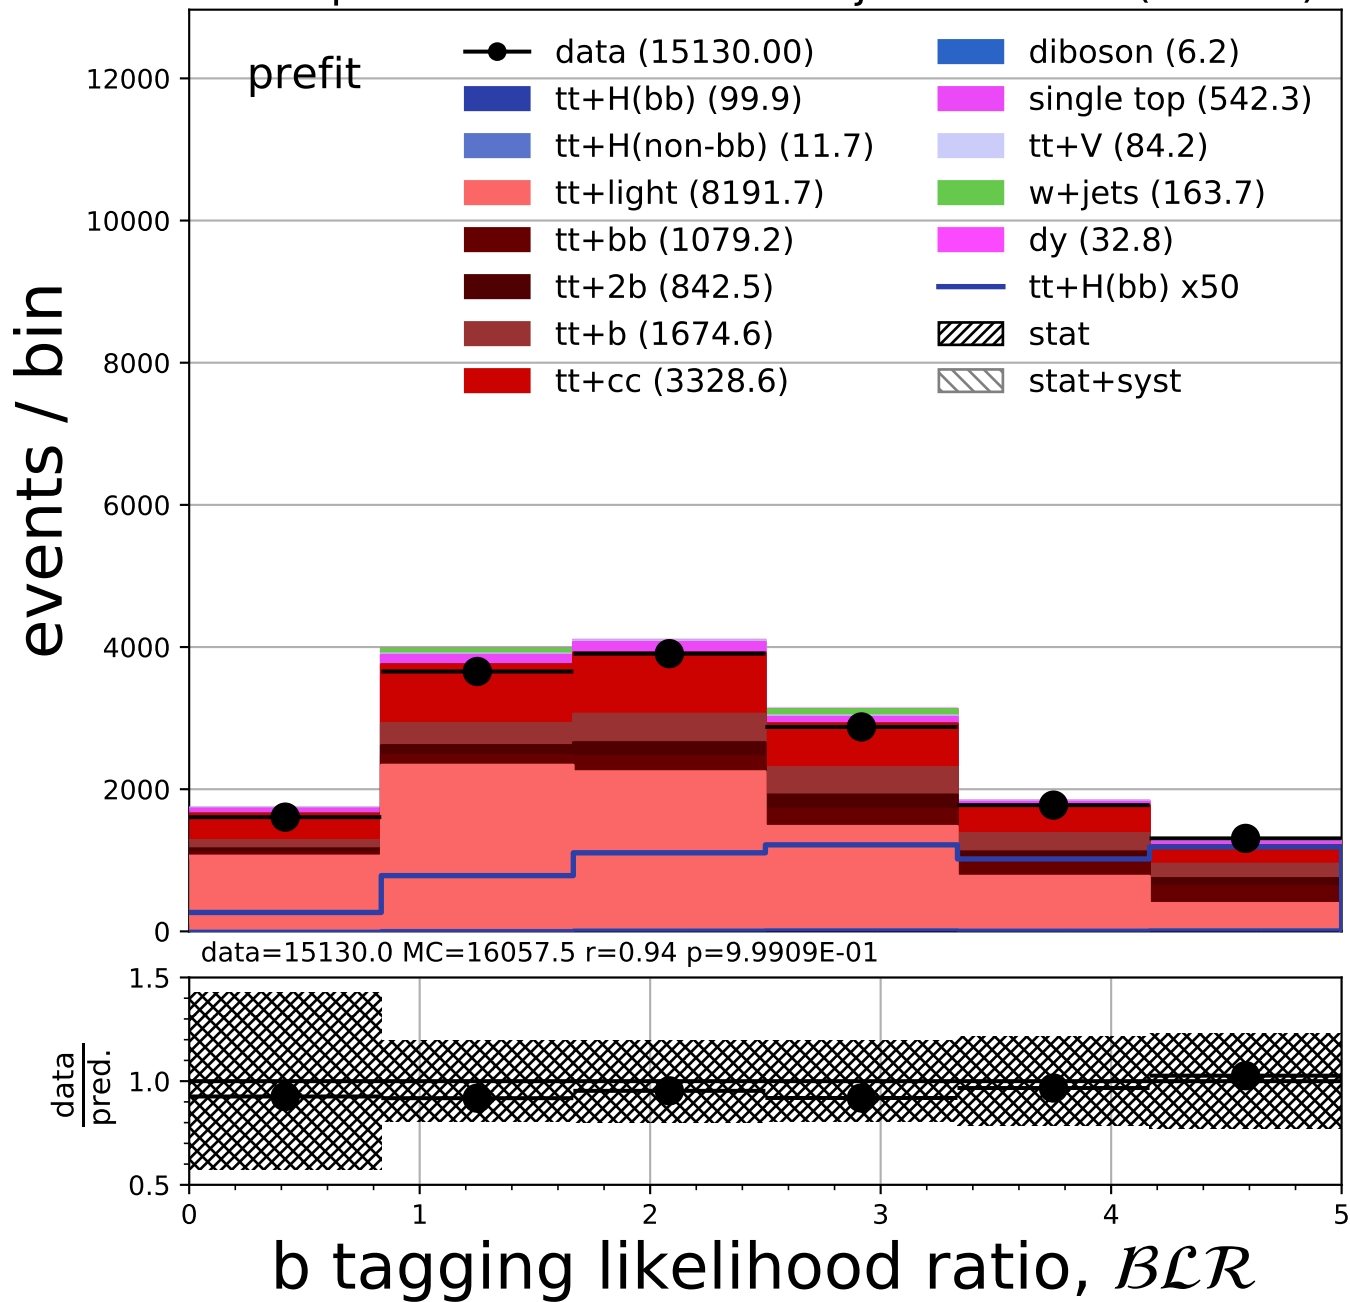 prefit
data (15130.00)
tt+H(bb) (99.9)
tt+H(non-bb) (11.7)
tt+light (8191.7)
tt+bb (1079.2)
tt+2b (842.5)
tt+b (1674.6)
tt+cc (3328.6)
diboson (6.2)
single top (542.3)
tt+V (84.2)
w+jets (163.7)
dy (32.8)
tt+H(bb) x50
stat
stat+syst
events / bin
12000
10000
8000
6000
4000
2000
0
data=15130.0 MC=16057.5 r=0.94 p=9.9909E-01
data
pred.
1.5
1.0
0.5
0 1 2 3 4 5
b tagging likelihood ratio, ℬℒℛ